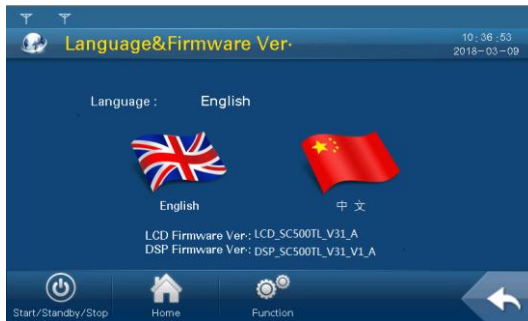 Language&Firmware Ver.
10:36:53
2018-03-09
Language : English
English
中 文
LCD Firmware Ver.: LCD_SC500TL_V31_A
DSP Firmware Ver.: DSP_SC500TL_V31_V1_A
Start/Standby/Stop
Home
Function